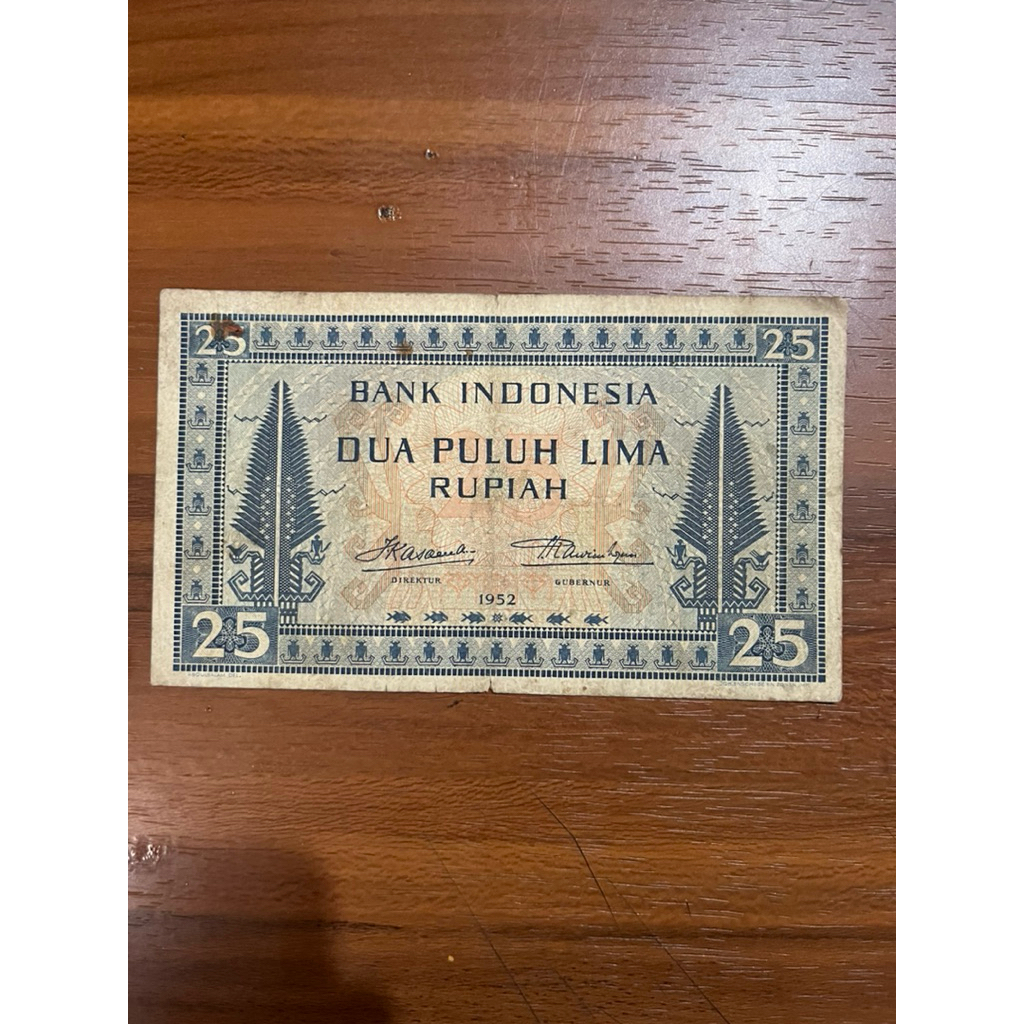 25 25
BANK INDONESIA
DUA PULUH LIMA
RUPIAH
DIREKTUR GUBERNUR
1952
25 25